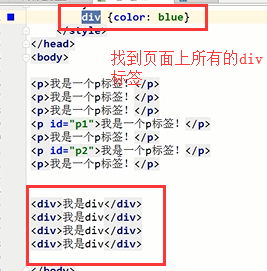 div {color: blue}
</style>
</head>
<body>
找到页面上所有的div
标签
<p>我是一个p标签！</p>
<p>我是一个p标签！</p>
<p>我是一个p标签！</p>
<p id="p1">我是一个p标签！</p>
<p>我是一个p标签！</p>
<p id="p2">我是一个p标签！</p>
<p>我是一个p标签！</p>
<div>我是div</div>
<div>我是div</div>
<div>我是div</div>
<div>我是div</div>
</body>